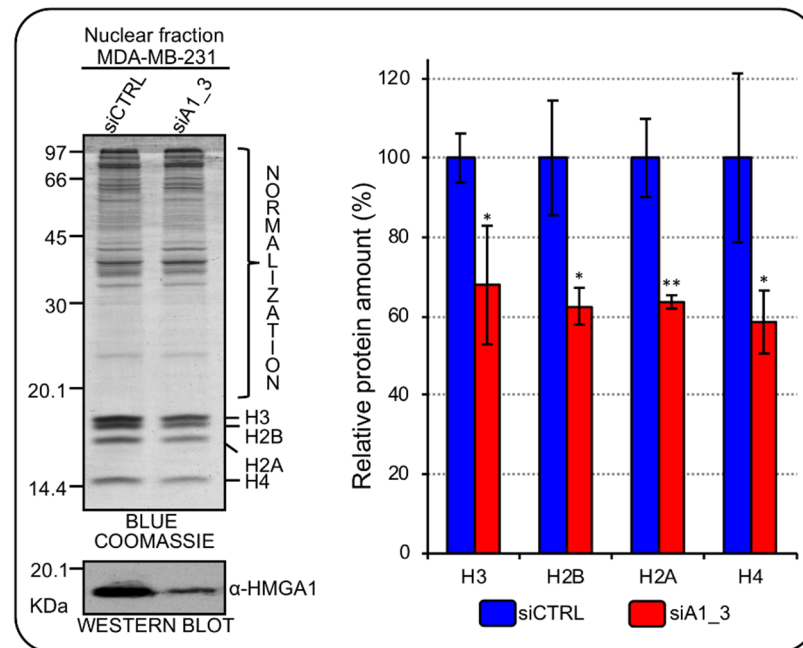 Nuclear fraction
MDA-MB-231
siCTRL
siA1_3
97
66
45
30
20.1
14.4
NORMALIZATION
H3
H2B
H2A
H4
BLUE
COOMASSIE
20.1
KDa
α-HMGA1
WESTERN BLOT
Relative protein amount (%)
120
100
80
60
40
20
0
*
*
**
*
H3 H2B H2A H4
siCTRL siA1_3